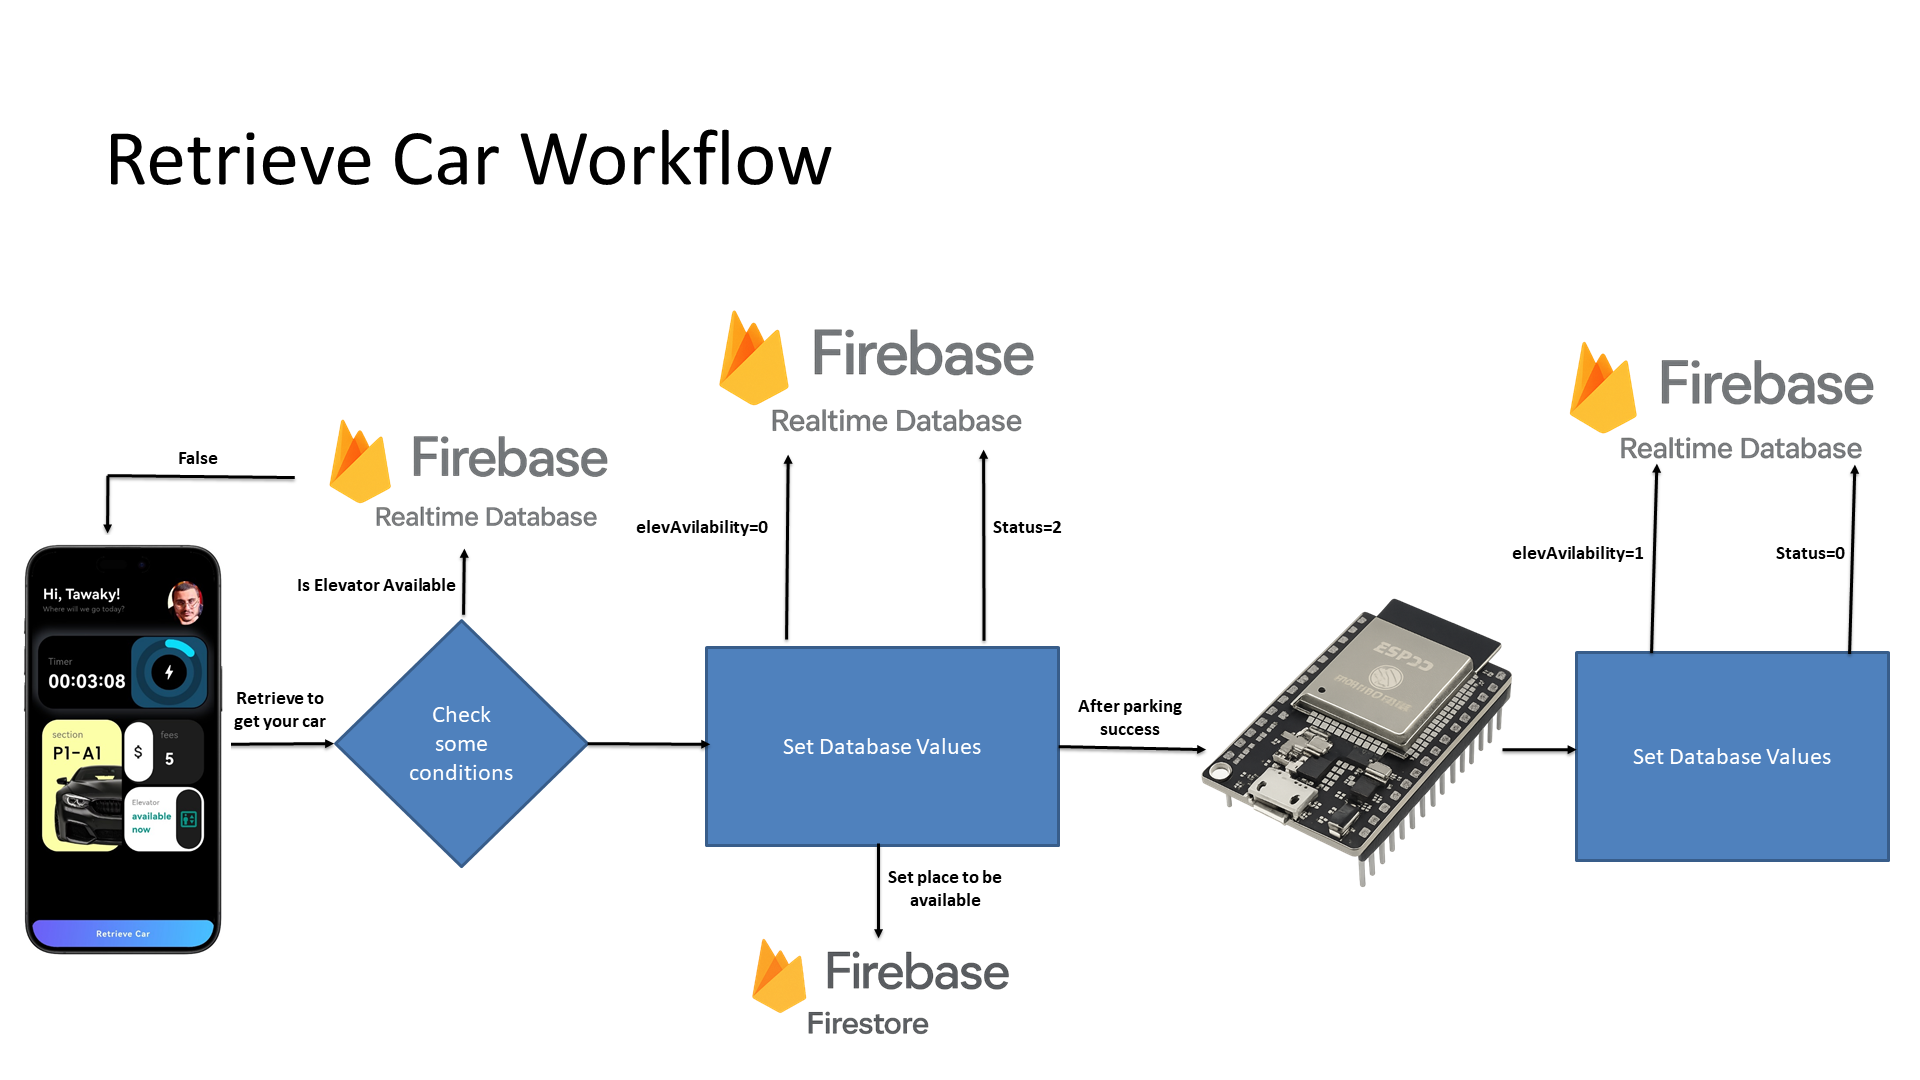 Retrieve Car Workflow
Firebase
Realtime Database
Firebase
Realtime Database
Firebase
Realtime Database
False
Is Elevator Available
elevAvilability=0
Status=2
elevAvilability=1
Status=0
Hi, Tawaky!
Where will we go today?
Timer
00:03:08
section
P1-A1
$
fees
5
Elevator
available
now
Retrieve Car
Retrieve to
get your car
Check
some
conditions
Set Database Values
After parking
success
Set Database Values
Set place to be
available
Firebase
Firestore